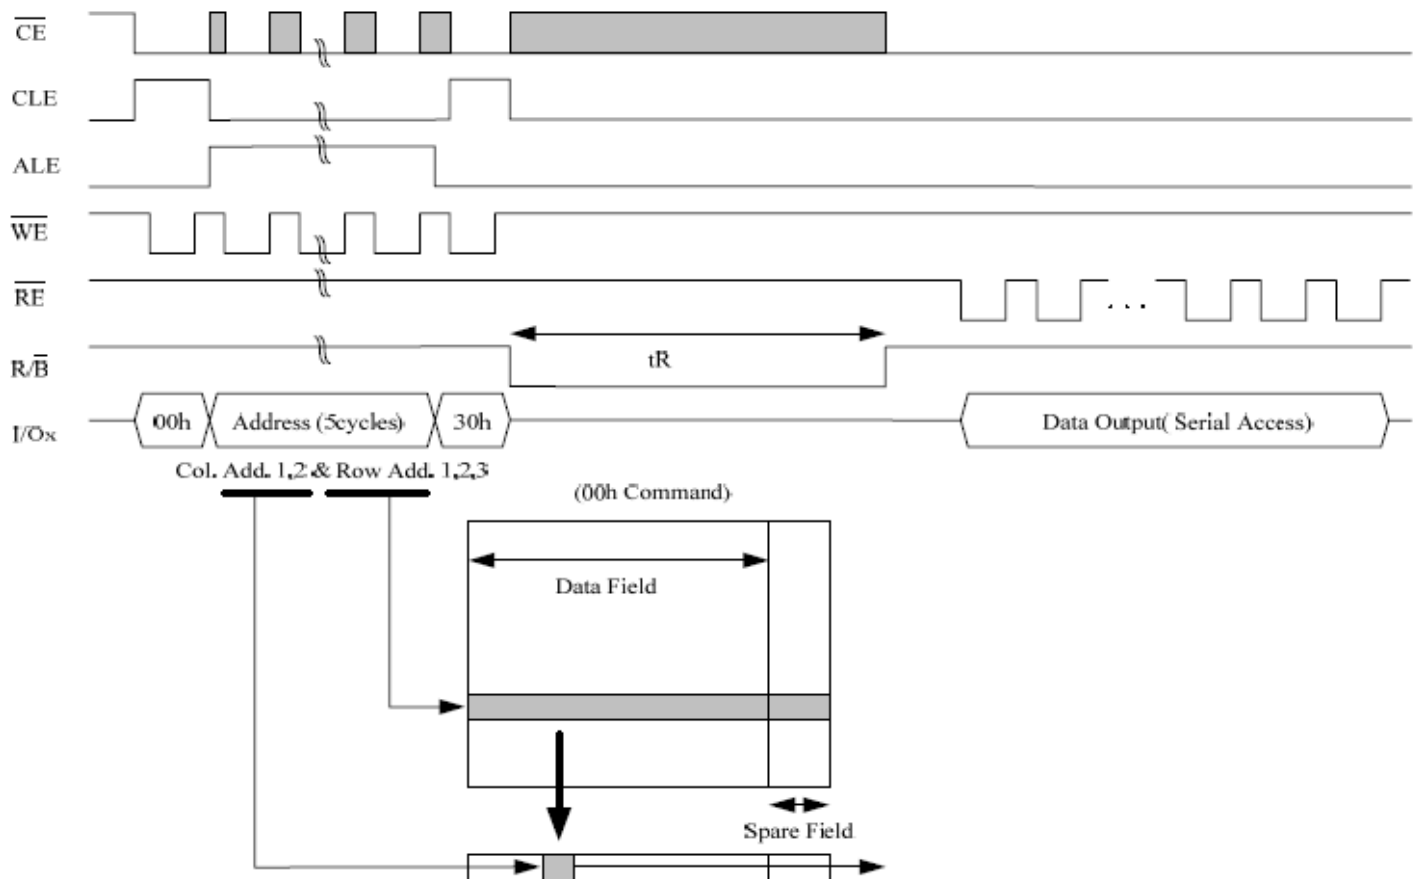 CE
CLE
ALE
WE
RE
. . .
tR
R/B
I/Ox 00h Address (5cycles) 30h Data Output( Serial Access)
Col. Add. 1,2 & Row Add. 1,2,3
(00h Command)
Data Field
Spare Field